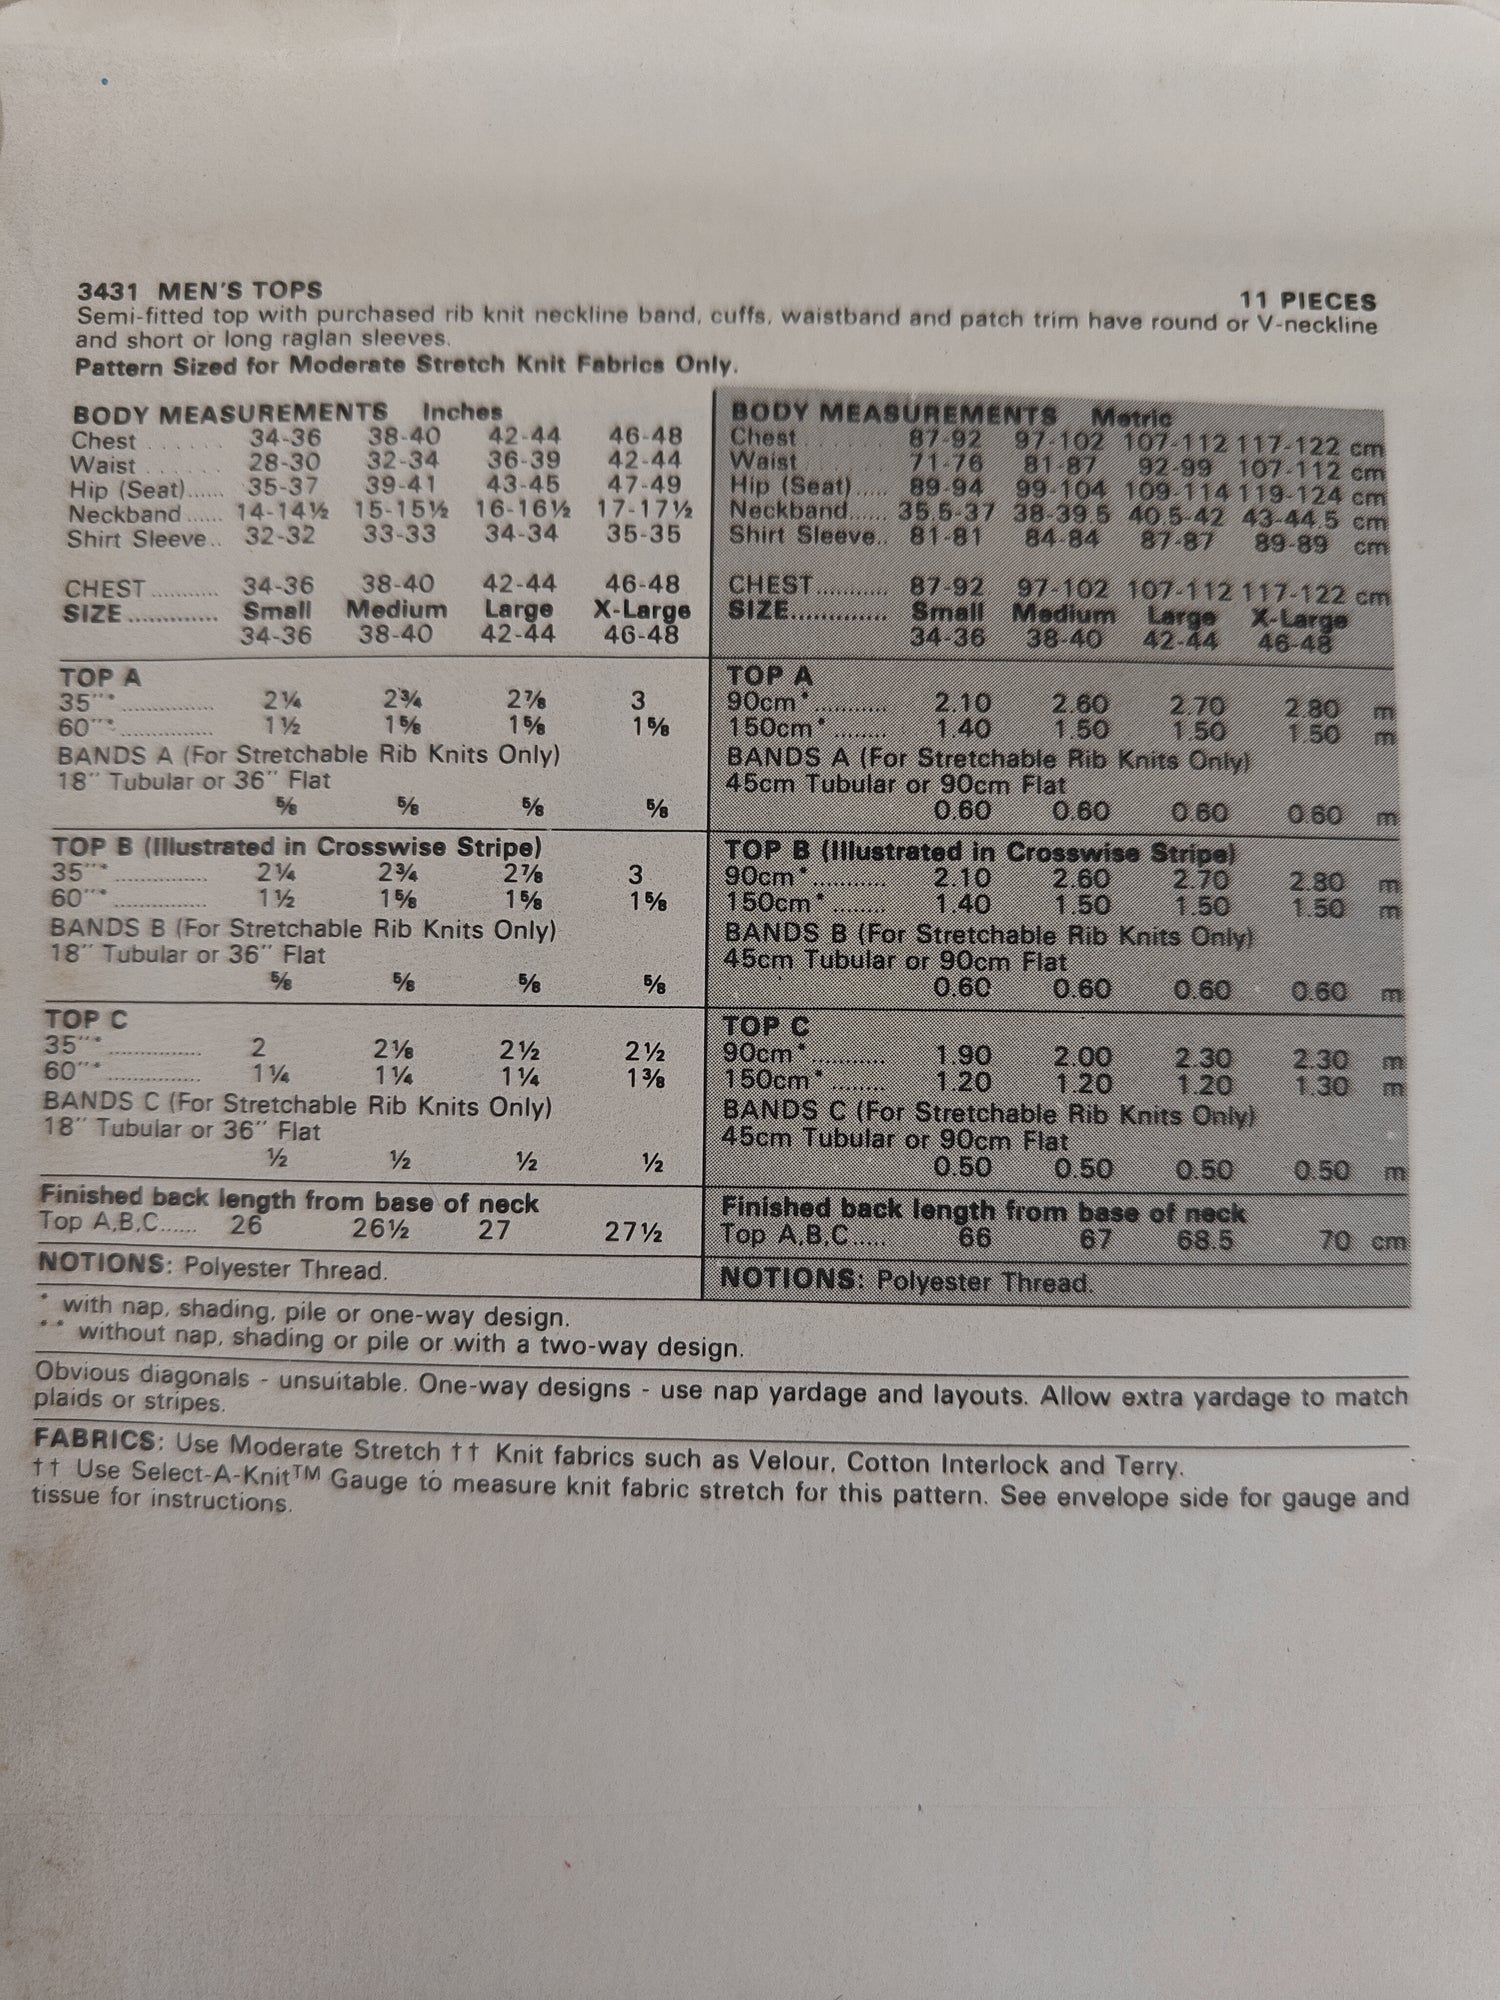 3431 MEN'S TOPS 11 PIECES
Semi-fitted top with purchased rib knit neckline band, cuffs, waistband and patch trim have round or V-neckline
and short or long raglan sleeves.
Pattern Sized for Moderate Stretch Knit Fabrics Only.
BODY MEASUREMENTS Inches
Chest ...... 34-36 38-40 42-44 46-48
Waist ...... 28-30 32-34 36-39 42-44
Hip (Seat)...... 35-37 39-41 43-45 47-49
Neckband ...... 14-14½ 15-15½ 16-16½ 17-17½
Shirt Sleeve.. 32-32 33-33 34-34 35-35
CHEST ........... 34-36 38-40 42-44 46-48
SIZE .............. Small Medium Large X-Large
34-36 38-40 42-44 46-48
TOP A
35"* ............... 2¼ 2¾ 2⅞ 3
60"* ............... 1½ 1⅝ 1⅝ 1⅝
BANDS A (For Stretchable Rib Knits Only)
18" Tubular or 36" Flat
⅝ ⅝ ⅝ ⅝
TOP B (Illustrated in Crosswise Stripe)
35"* ............... 2¼ 2¾ 2⅞ 3
60"* ............... 1½ 1⅝ 1⅝ 1⅝
BANDS B (For Stretchable Rib Knits Only)
18" Tubular or 36" Flat
⅝ ⅝ ⅝ ⅝
TOP C
35"* ............... 2 2⅛ 2½ 2½
60"* ............... 1¼ 1¼ 1¼ 1⅜
BANDS C (For Stretchable Rib Knits Only)
18" Tubular or 36" Flat
½ ½ ½ ½
Finished back length from base of neck
Top A,B,C...... 26 26½ 27 27½
NOTIONS: Polyester Thread.
BODY MEASUREMENTS Metric
Chest ...... 87-92 97-102 107-112 117-122 cm
Waist ...... 71-76 81-87 92-99 107-112 cm
Hip (Seat)..... 89-94 99-104 109-114 119-124 cm
Neckband...... 35.5-37 38-39.5 40.5-42 43-44.5 cm
Shirt Sleeve.. 81-81 84-84 87-87 89-89 cm
CHEST............ 87-92 97-102 107-112 117-122 cm
SIZE............... Small Medium Large X-Large
34-36 38-40 42-44 46-48
TOP A
90cm*............ 2.10 2.60 2.70 2.80 m
150cm* ......... 1.40 1.50 1.50 1.50 m
BANDS A (For Stretchable Rib Knits Only)
45cm Tubular or 90cm Flat
0.60 0.60 0.60 0.60 m
TOP B (Illustrated in Crosswise Stripe)
90cm*............ 2.10 2.60 2.70 2.80 m
150cm* ......... 1.40 1.50 1.50 1.50 m
BANDS B (For Stretchable Rib Knits Only)
45cm Tubular or 90cm Flat
0.60 0.60 0.60 0.60 m
TOP C
90cm*............ 1.90 2.00 2.30 2.30 m
150cm* ......... 1.20 1.20 1.20 1.30 m
BANDS C (For Stretchable Rib Knits Only)
45cm Tubular or 90cm Flat
0.50 0.50 0.50 0.50 m
Finished back length from base of neck
Top A,B,C..... 66 67 68.5 70 cm
NOTIONS: Polyester Thread.
* with nap, shading, pile or one-way design.
** without nap, shading or pile or with a two-way design.
Obvious diagonals - unsuitable. One-way designs - use nap yardage and layouts. Allow extra yardage to match
plaids or stripes.
FABRICS: Use Moderate Stretch †† Knit fabrics such as Velour, Cotton Interlock and Terry.
†† Use Select-A-Knit™ Gauge to measure knit fabric stretch for this pattern. See envelope side for gauge and
tissue for instructions.